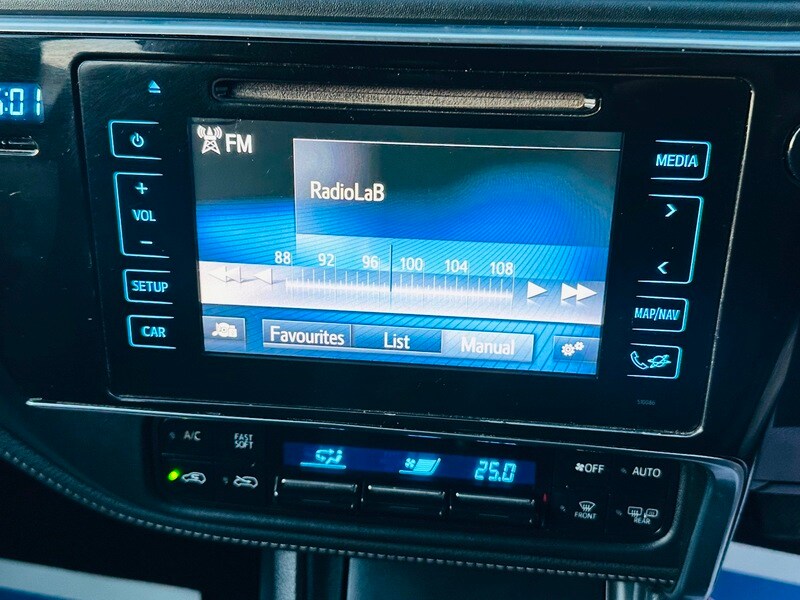 :01
FM
MEDIA
RadioLaB
+
VOL
-
88 92 96 100 104 108
SETUP
MAP/NAV
CAR
Favourites List Manual
A/C FAST SOFT
25.0
OFF AUTO
FRONT
REAR